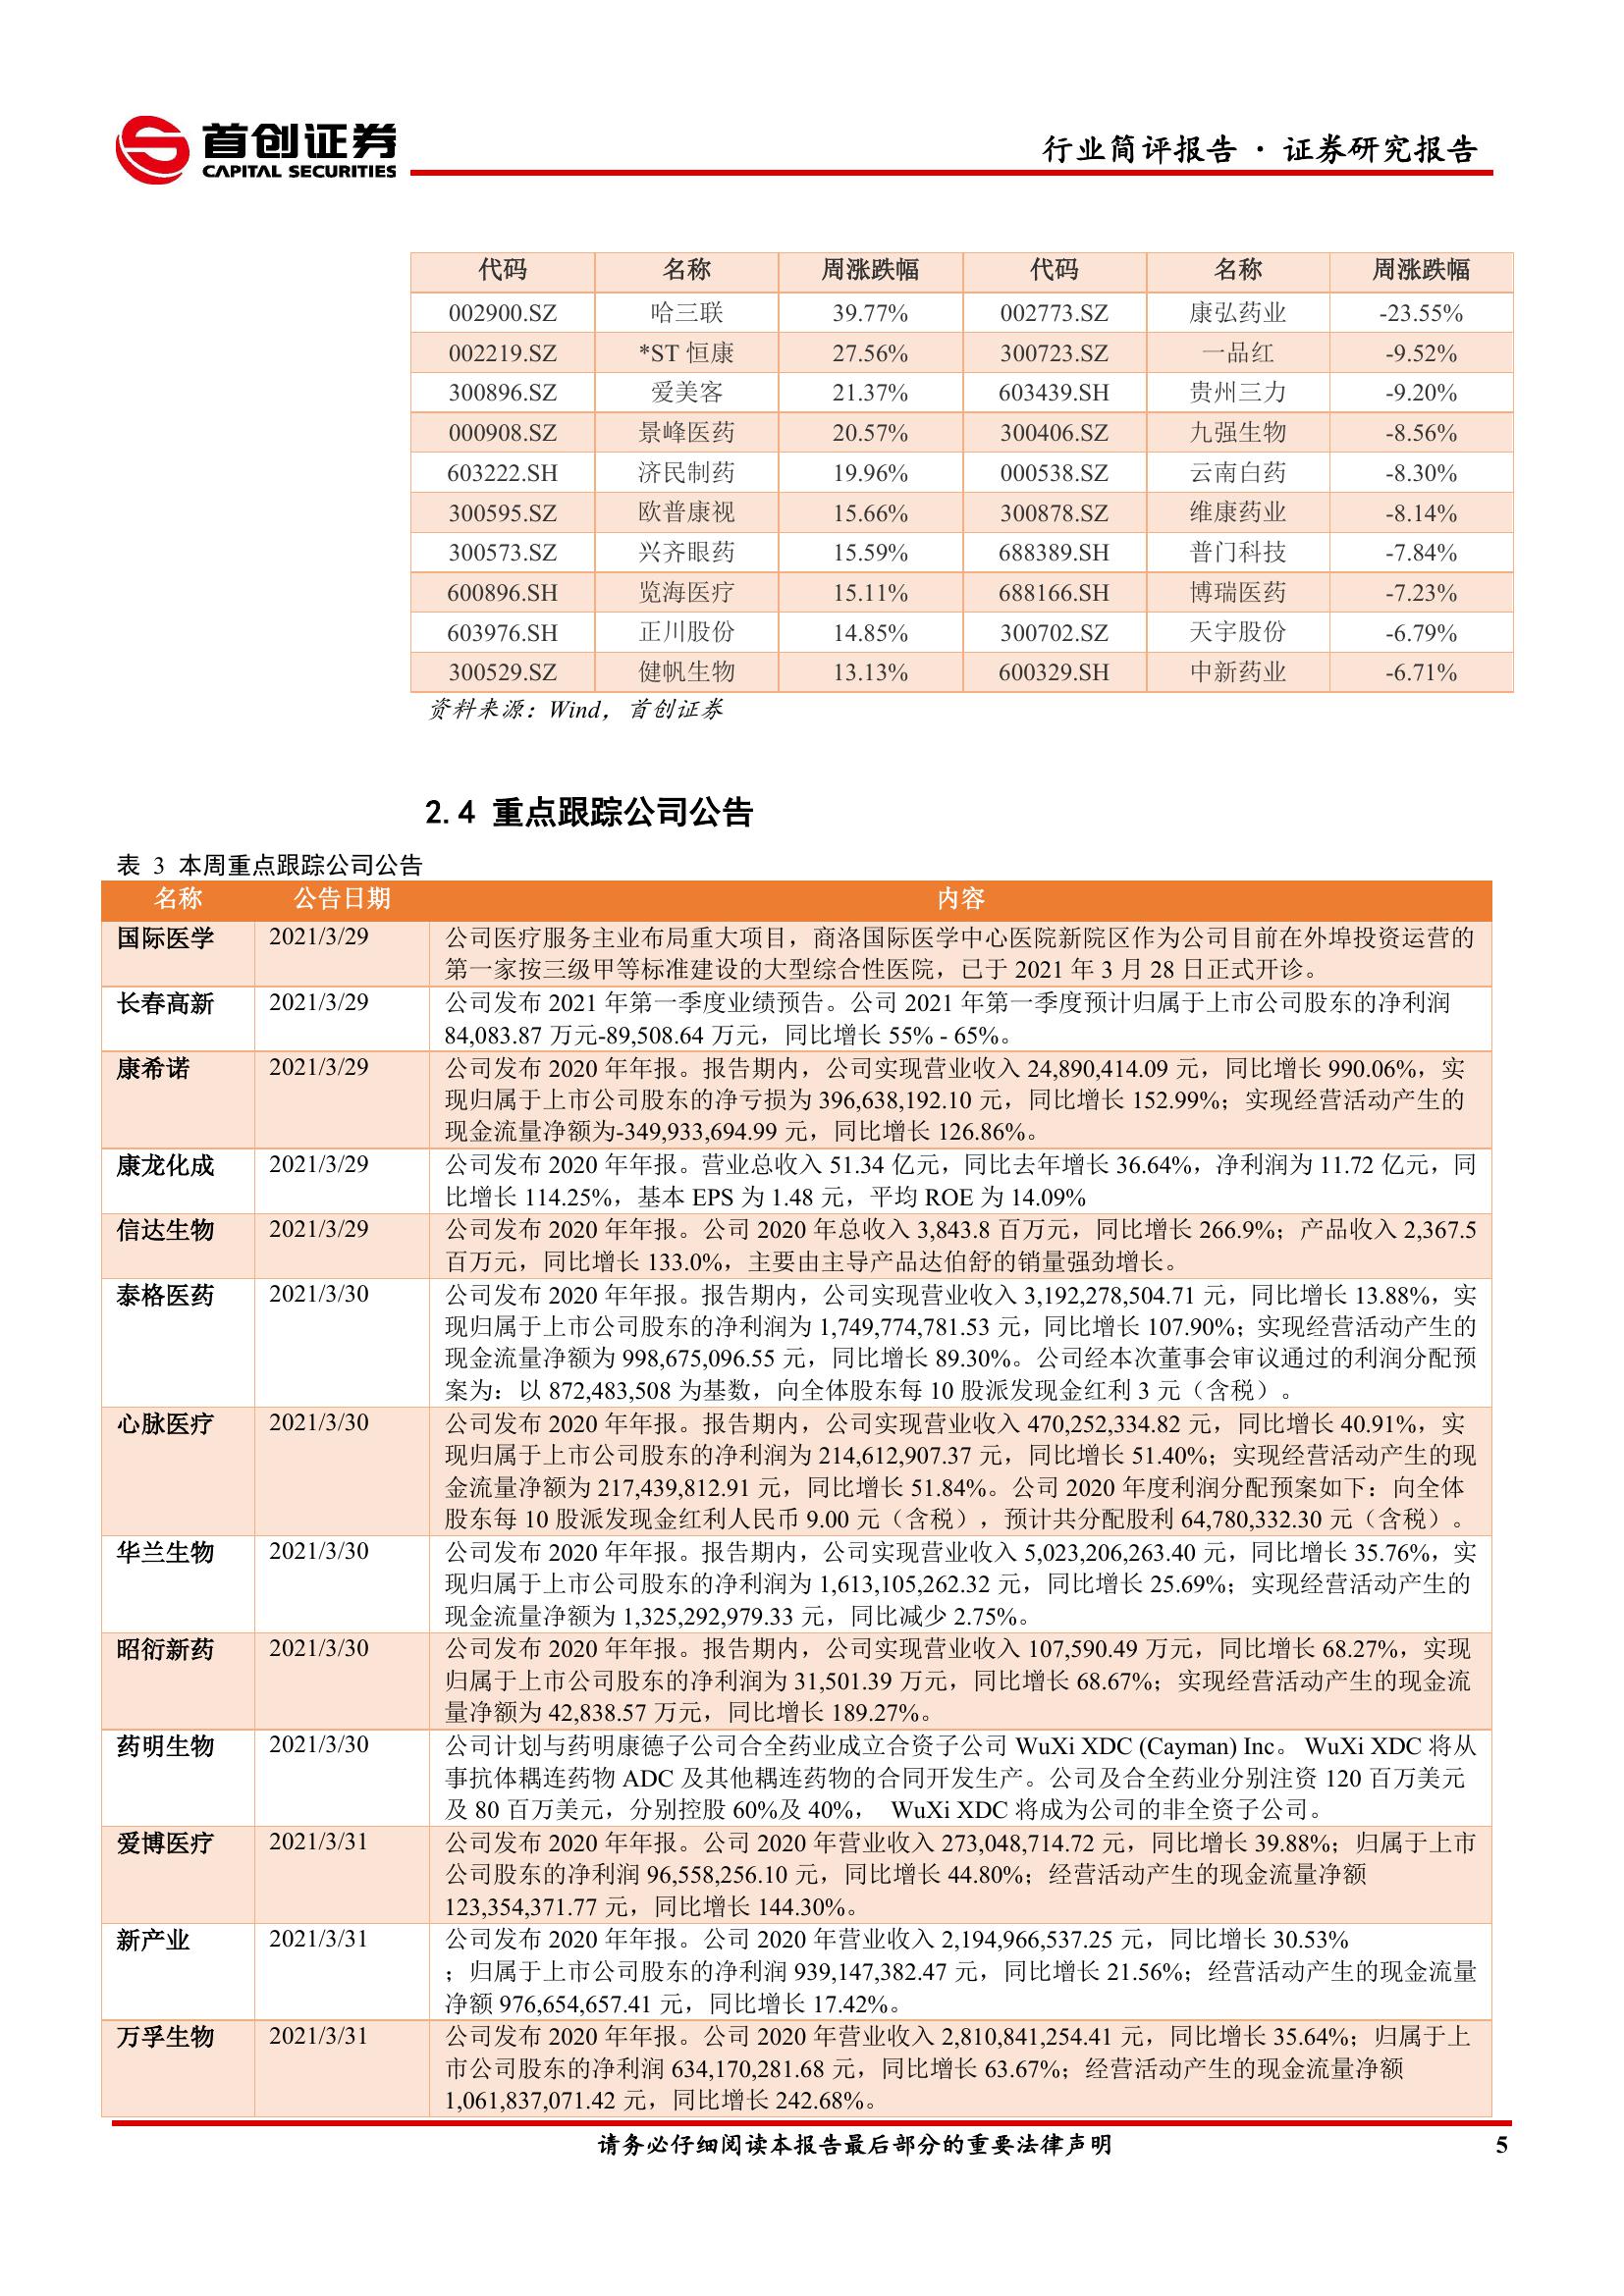 首创证券
CAPITAL SECURITIES
行业简评报告 · 证券研究报告
代码 名称 周涨跌幅 代码 名称 周涨跌幅
002900.SZ 哈三联 39.77% 002773.SZ 康弘药业 -23.55%
002219.SZ *ST 恒康 27.56% 300723.SZ 一品红 -9.52%
300896.SZ 爱美客 21.37% 603439.SH 贵州三力 -9.20%
000908.SZ 景峰医药 20.57% 300406.SZ 九强生物 -8.56%
603222.SH 济民制药 19.96% 000538.SZ 云南白药 -8.30%
300595.SZ 欧普康视 15.66% 300878.SZ 维康药业 -8.14%
300573.SZ 兴齐眼药 15.59% 688389.SH 普门科技 -7.84%
600896.SH 览海医疗 15.11% 688166.SH 博瑞医药 -7.23%
603976.SH 正川股份 14.85% 300702.SZ 天宇股份 -6.79%
300529.SZ 健帆生物 13.13% 600329.SH 中新药业 -6.71%
资料来源：Wind，首创证券
2.4 重点跟踪公司公告
表 3 本周重点跟踪公司公告
名称 公告日期 内容
国际医学 2021/3/29 公司医疗服务主业布局重大项目，商洛国际医学中心医院新院区作为公司目前在外埠投资运营的
第一家按三级甲等标准建设的大型综合性医院，已于 2021 年 3 月 28 日正式开诊。
长春高新 2021/3/29 公司发布 2021 年第一季度业绩预告。公司 2021 年第一季度预计归属于上市公司股东的净利润
84,083.87 万元-89,508.64 万元，同比增长 55% - 65%。
康希诺 2021/3/29 公司发布 2020 年年报。报告期内，公司实现营业收入 24,890,414.09 元，同比增长 990.06%，实
现归属于上市公司股东的净亏损为 396,638,192.10 元，同比增长 152.99%；实现经营活动产生的
现金流量净额为-349,933,694.99 元，同比增长 126.86%。
康龙化成 2021/3/29 公司发布 2020 年年报。营业总收入 51.34 亿元，同比去年增长 36.64%，净利润为 11.72 亿元，同
比增长 114.25%，基本 EPS 为 1.48 元，平均 ROE 为 14.09%
信达生物 2021/3/29 公司发布 2020 年年报。公司 2020 年总收入 3,843.8 百万元，同比增长 266.9%；产品收入 2,367.5
百万元，同比增长 133.0%，主要由主导产品达伯舒的销量强劲增长。
泰格医药 2021/3/30 公司发布 2020 年年报。报告期内，公司实现营业收入 3,192,278,504.71 元，同比增长 13.88%，实
现归属于上市公司股东的净利润为 1,749,774,781.53 元，同比增长 107.90%；实现经营活动产生的
现金流量净额为 998,675,096.55 元，同比增长 89.30%。公司经本次董事会审议通过的利润分配预
案为：以 872,483,508 为基数，向全体股东每 10 股派发现金红利 3 元（含税）。
心脉医疗 2021/3/30 公司发布 2020 年年报。报告期内，公司实现营业收入 470,252,334.82 元，同比增长 40.91%，实
现归属于上市公司股东的净利润为 214,612,907.37 元，同比增长 51.40%；实现经营活动产生的现
金流量净额为 217,439,812.91 元，同比增长 51.84%。公司 2020 年度利润分配预案如下：向全体
股东每 10 股派发现金红利人民币 9.00 元（含税），预计共分配股利 64,780,332.30 元（含税）。
华兰生物 2021/3/30 公司发布 2020 年年报。报告期内，公司实现营业收入 5,023,206,263.40 元，同比增长 35.76%，实
现归属于上市公司股东的净利润为 1,613,105,262.32 元，同比增长 25.69%；实现经营活动产生的
现金流量净额为 1,325,292,979.33 元，同比减少 2.75%。
昭衍新药 2021/3/30 公司发布 2020 年年报。报告期内，公司实现营业收入 107,590.49 万元，同比增长 68.27%，实现
归属于上市公司股东的净利润为 31,501.39 万元，同比增长 68.67%；实现经营活动产生的现金流
量净额为 42,838.57 万元，同比增长 189.27%。
药明生物 2021/3/30 公司计划与药明康德子公司合全药业成立合资子公司 WuXi XDC (Cayman) Inc。 WuXi XDC 将从
事抗体耦连药物 ADC 及其他耦连药物的合同开发生产。公司及合全药业分别注资 120 百万美元
及 80 百万美元，分别控股 60%及 40%， WuXi XDC 将成为公司的非全资子公司。
爱博医疗 2021/3/31 公司发布 2020 年年报。公司 2020 年营业收入 273,048,714.72 元，同比增长 39.88%；归属于上市
公司股东的净利润 96,558,256.10 元，同比增长 44.80%；经营活动产生的现金流量净额
123,354,371.77 元，同比增长 144.30%。
新产业 2021/3/31 公司发布 2020 年年报。公司 2020 年营业收入 2,194,966,537.25 元，同比增长 30.53%
；归属于上市公司股东的净利润 939,147,382.47 元，同比增长 21.56%；经营活动产生的现金流量
净额 976,654,657.41 元，同比增长 17.42%。
万孚生物 2021/3/31 公司发布 2020 年年报。公司 2020 年营业收入 2,810,841,254.41 元，同比增长 35.64%；归属于上
市公司股东的净利润 634,170,281.68 元，同比增长 63.67%；经营活动产生的现金流量净额
1,061,837,071.42 元，同比增长 242.68%。
请务必仔细阅读本报告最后部分的重要法律声明 5